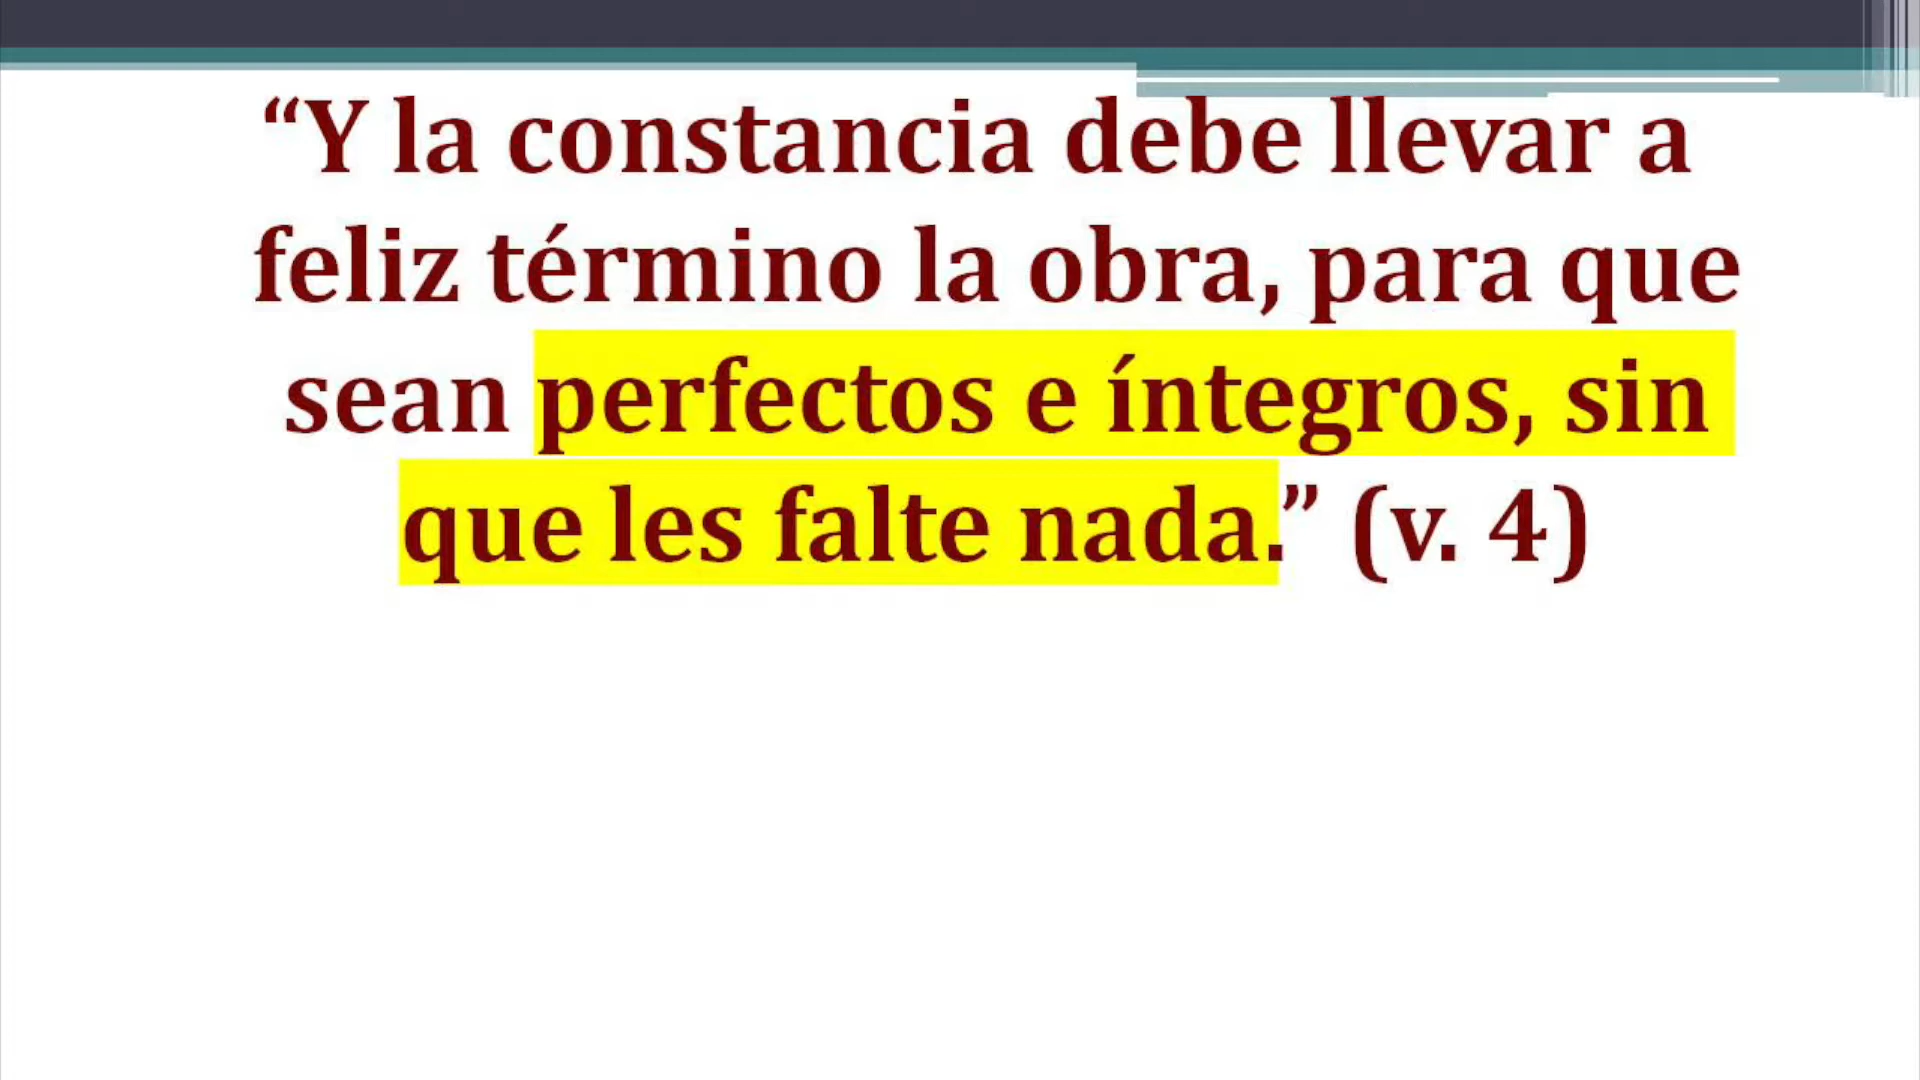 “Y la constancia debe llevar a
feliz término la obra, para que
sean perfectos e íntegros, sin
que les falte nada.” (v. 4)